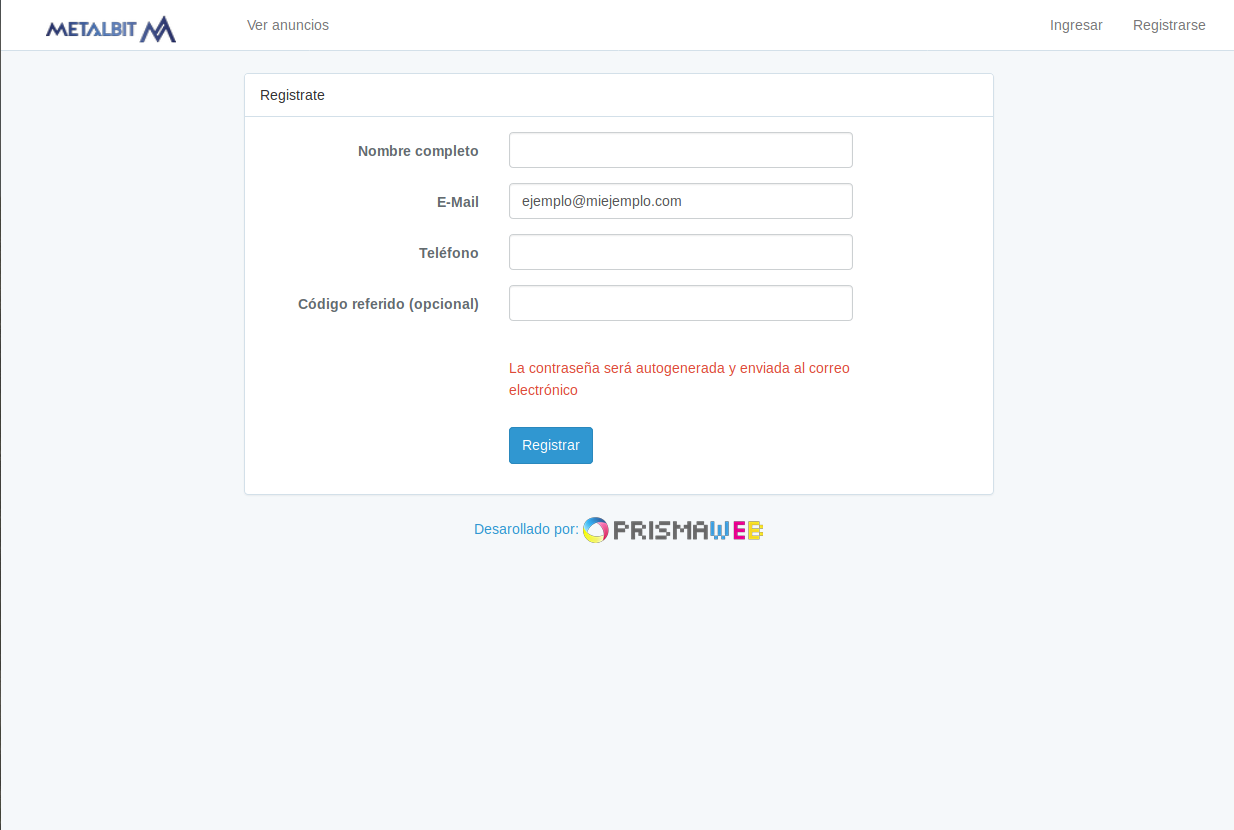 METALBIT
Ver anuncios
Ingresar
Registrarse
Registrate
Nombre completo
E-Mail
ejemplo@miejemplo.com
Teléfono
Código referido (opcional)
La contraseña será autogenerada y enviada al correo
electrónico
Registrar
Desarollado por: PRISMAWEB